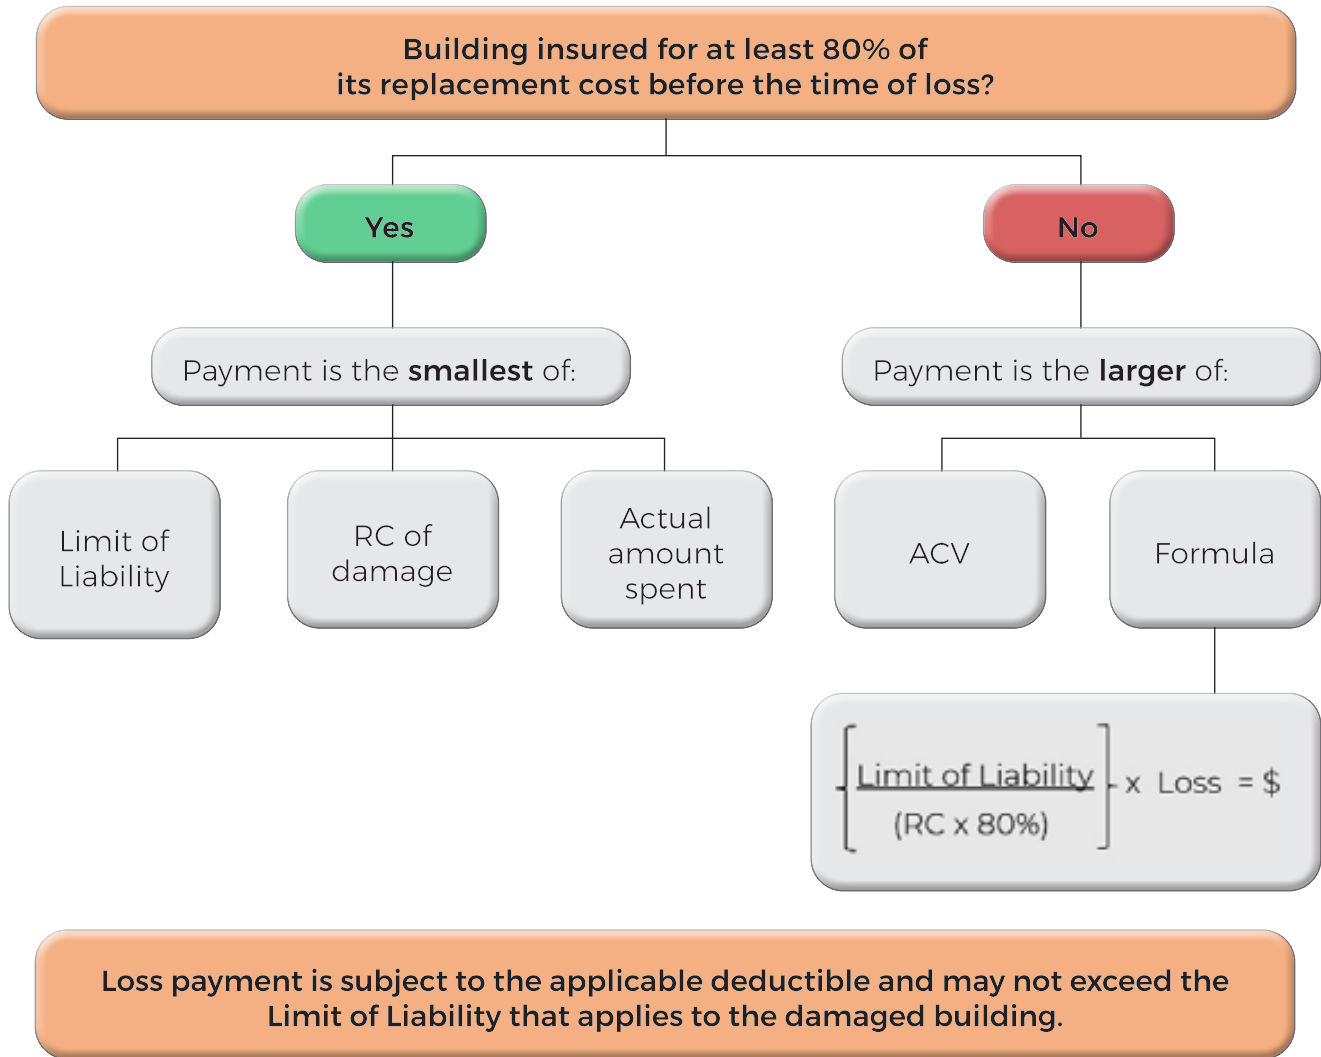 Building insured for at least 80% of
its replacement cost before the time of loss?
Yes
No
Payment is the smallest of:
Payment is the larger of:
Limit of
Liability
RC of
damage
Actual
amount
spent
ACV
Formula
Limit of Liability
(RC x 80%)
x Loss = $
Loss payment is subject to the applicable deductible and may not exceed the
Limit of Liability that applies to the damaged building.